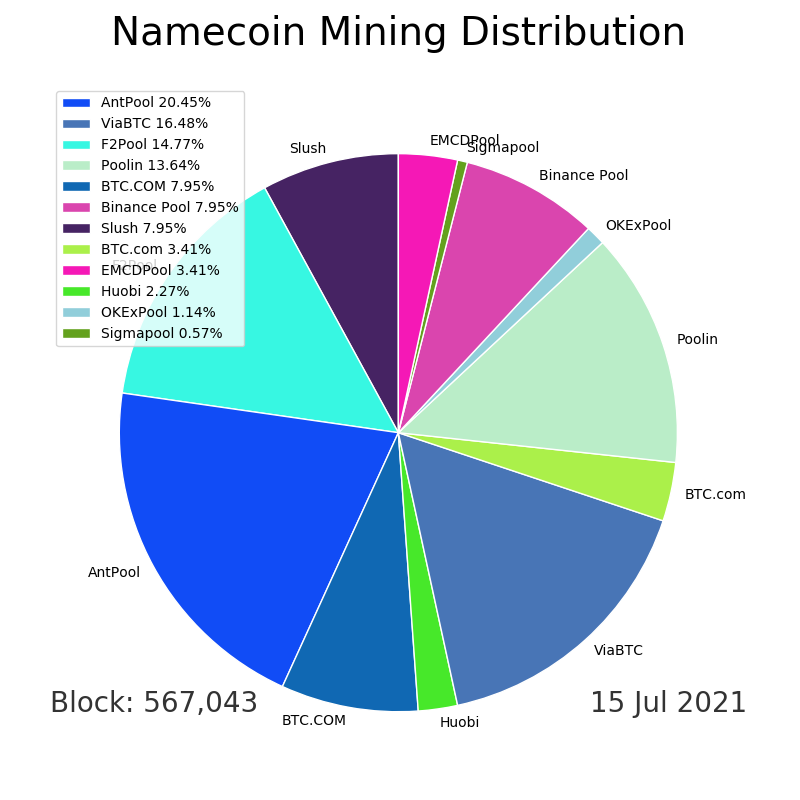 Namecoin Mining Distribution
AntPool 20.45%
ViaBTC 16.48%
F2Pool 14.77%
Poolin 13.64%
BTC.COM 7.95%
Binance Pool 7.95%
Slush 7.95%
BTC.com 3.41%
EMCDPool 3.41%
Huobi 2.27%
OKExPool 1.14%
Sigmapool 0.57%
EMCDPool
Sigmapool
Slush
Binance Pool
OKExPool
F2Pool
Poolin
BTC.com
AntPool
ViaBTC
BTC.COM
Huobi
Block: 567,043
15 Jul 2021